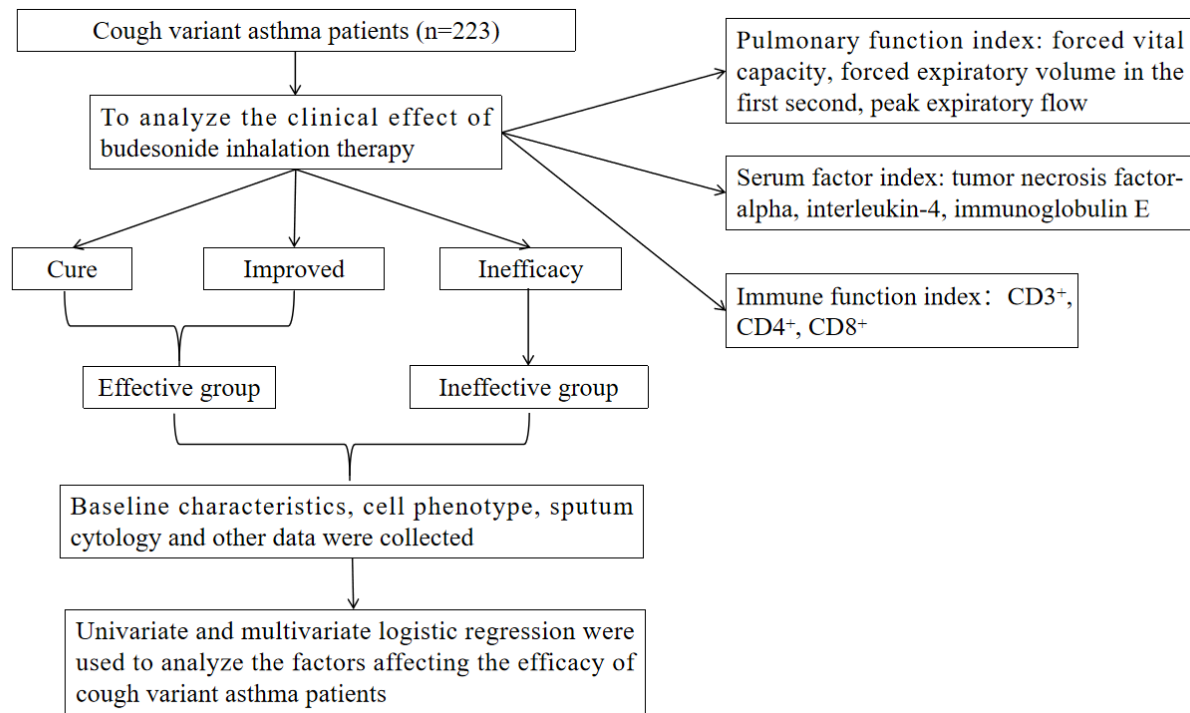 Cough variant asthma patients (n=223)
To analyze the clinical effect of
budesonide inhalation therapy
Pulmonary function index: forced vital
capacity, forced expiratory volume in the
first second, peak expiratory flow
Serum factor index: tumor necrosis factor-
alpha, interleukin-4, immunoglobulin E
Immune function index：CD3⁺,
CD4⁺, CD8⁺
Cure
Improved
Inefficacy
Effective group
Ineffective group
Baseline characteristics, cell phenotype, sputum
cytology and other data were collected
Univariate and multivariate logistic regression were
used to analyze the factors affecting the efficacy of
cough variant asthma patients